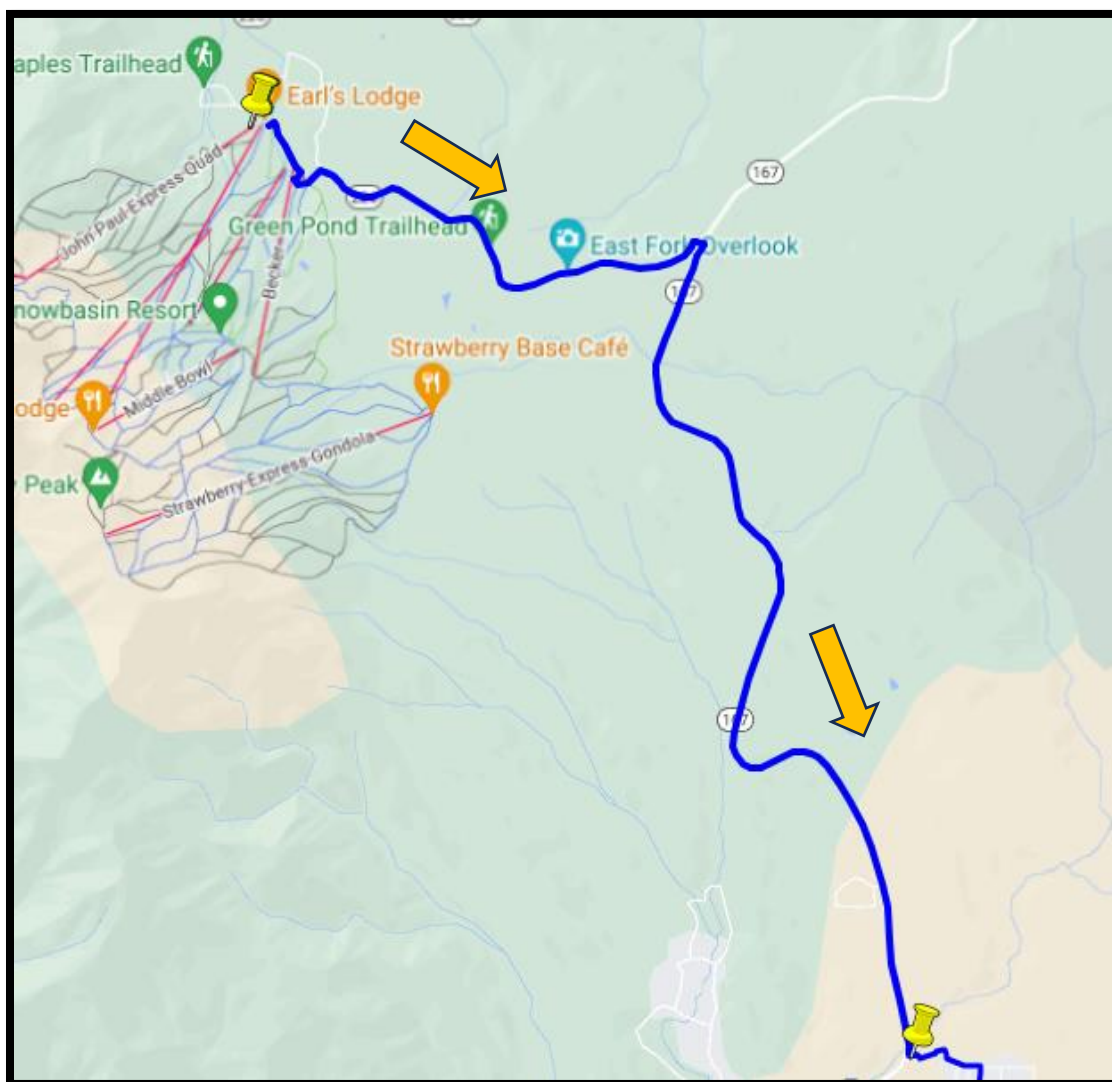 aples Trailhead
Earl's Lodge
John Paul Express Quad
167
Green Pond Trailhead
East Fork Overlook
Becker
167
nowbasin Resort
Strawberry Base Café
Middle Bowl
odge
Strawberry Express Gondola
Peak
167